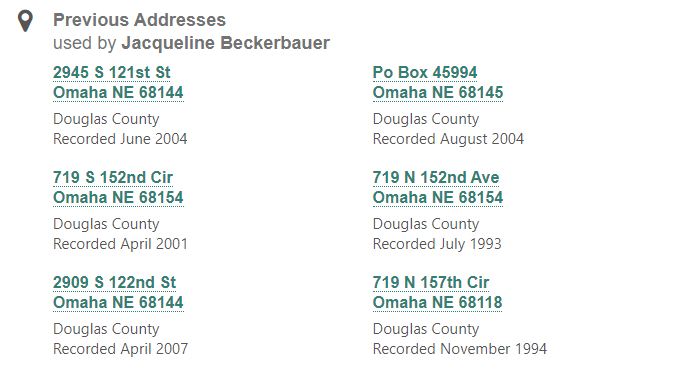 Previous Addresses
used by Jacqueline Beckerbauer
2945 S 121st St
Omaha NE 68144
Douglas County
Recorded June 2004
Po Box 45994
Omaha NE 68145
Douglas County
Recorded August 2004
719 S 152nd Cir
Omaha NE 68154
Douglas County
Recorded April 2001
719 N 152nd Ave
Omaha NE 68154
Douglas County
Recorded July 1993
2909 S 122nd St
Omaha NE 68144
Douglas County
Recorded April 2007
719 N 157th Cir
Omaha NE 68118
Douglas County
Recorded November 1994